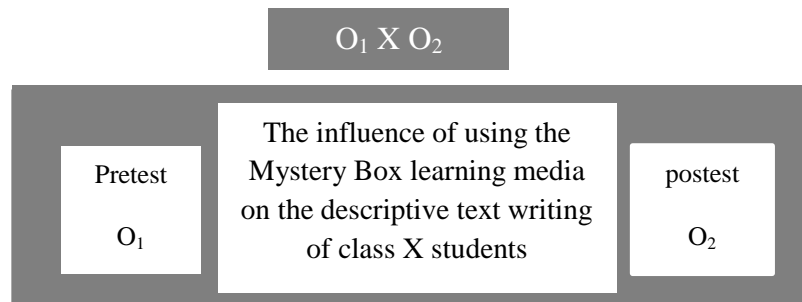 O₁ X O₂
Pretest
O₁
The influence of using the
Mystery Box learning media
on the descriptive text writing
of class X students
postest
O₂